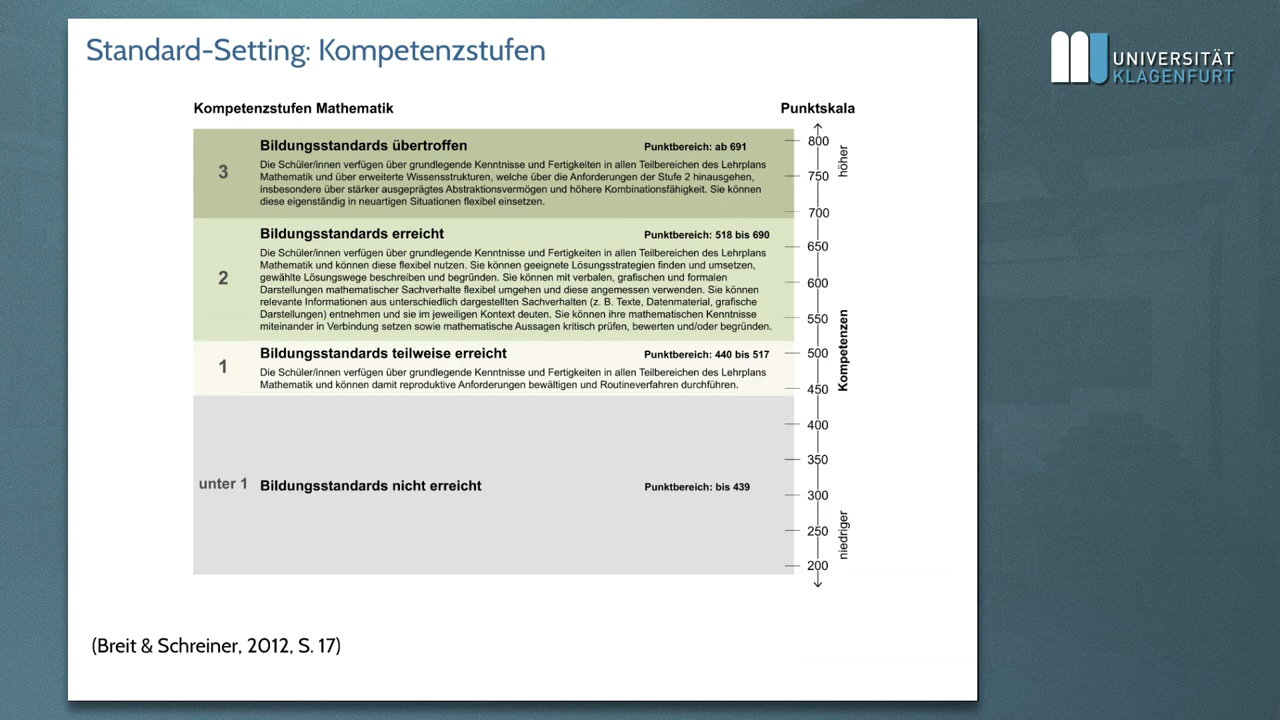 Standard-Setting: Kompetenzstufen
UNIVERSITÄT
KLAGENFURT
Kompetenzstufen Mathematik
Punktskala
3
Bildungsstandards übertroffen
Punktbereich: ab 691
Die Schüler/innen verfügen über grundlegende Kenntnisse und Fertigkeiten in allen Teilbereichen des Lehrplans
Mathematik und über erweiterte Wissensstrukturen, welche über die Anforderungen der Stufe 2 hinausgehen,
insbesondere über stärker ausgeprägtes Abstraktionsvermögen und höhere Kombinationsfähigkeit. Sie können
diese eigenständig in neuartigen Situationen flexibel einsetzen.
2
Bildungsstandards erreicht
Punktbereich: 518 bis 690
Die Schüler/innen verfügen über grundlegende Kenntnisse und Fertigkeiten in allen Teilbereichen des Lehrplans
Mathematik und können diese flexibel nutzen. Sie können geeignete Lösungsstrategien finden und umsetzen,
gewählte Lösungswege beschreiben und begründen. Sie können mit verbalen, grafischen und formalen
Darstellungen mathematischer Sachverhalte flexibel umgehen und diese angemessen verwenden. Sie können
relevante Informationen aus unterschiedlich dargestellten Sachverhalten (z. B. Texte, Datenmaterial, grafische
Darstellungen) entnehmen und sie im jeweiligen Kontext deuten. Sie können ihre mathematischen Kenntnisse
miteinander in Verbindung setzen sowie mathematische Aussagen kritisch prüfen, bewerten und/oder begründen.
1
Bildungsstandards teilweise erreicht
Punktbereich: 440 bis 517
Die Schüler/innen verfügen über grundlegende Kenntnisse und Fertigkeiten in allen Teilbereichen des Lehrplans
Mathematik und können damit reproduktive Anforderungen bewältigen und Routineverfahren durchführen.
unter 1
Bildungsstandards nicht erreicht
Punktbereich: bis 439
800
750
700
650
600
550
500
450
400
350
300
250
200
höher
Kompetenzen
niedriger
(Breit & Schreiner, 2012, S. 17)